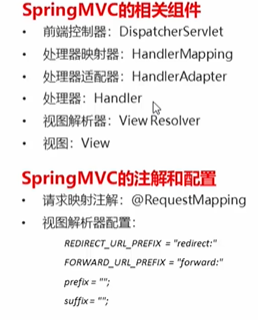 SpringMVC的相关组件
• 前端控制器：DispatcherServlet
• 处理器映射器：HandlerMapping
• 处理器适配器：HandlerAdapter
• 处理器：Handler
• 视图解析器：View Resolver
• 视图：View
SpringMVC的注解和配置
• 请求映射注解：@RequestMapping
• 视图解析器配置：
REDIRECT_URL_PREFIX = "redirect:"
FORWARD_URL_PREFIX = "forward:"
prefix = "";
suffix = "";